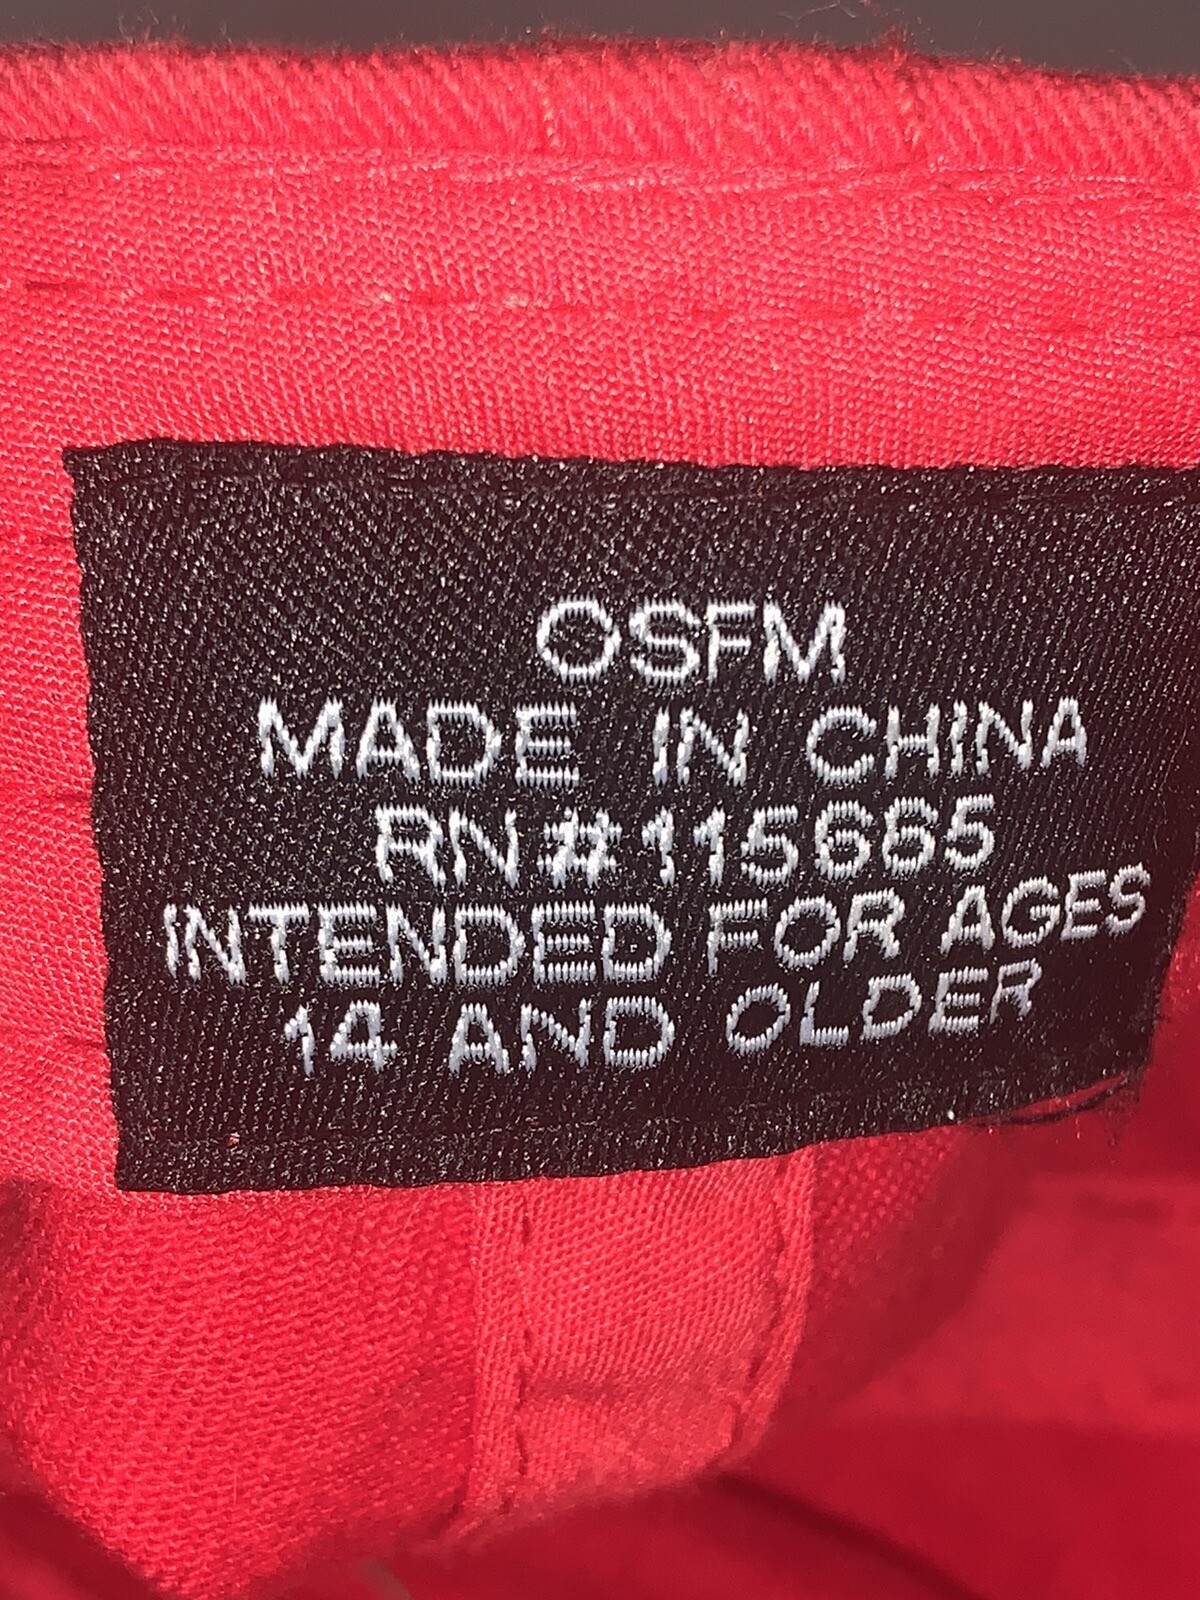 OSFM
MADE IN CHINA
RN#115665
INTENDED FOR AGES
14 AND OLDER